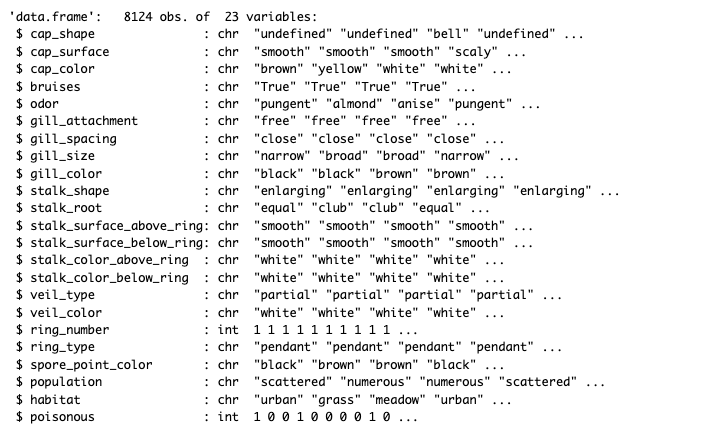 'data.frame':   8124 obs. of  23 variables:
 $ cap_shape               : chr  "undefined" "undefined" "bell" "undefined" ...
 $ cap_surface             : chr  "smooth" "smooth" "smooth" "scaly" ...
 $ cap_color               : chr  "brown" "yellow" "white" "white" ...
 $ bruises                 : chr  "True" "True" "True" "True" ...
 $ odor                    : chr  "pungent" "almond" "anise" "pungent" ...
 $ gill_attachment         : chr  "free" "free" "free" "free" ...
 $ gill_spacing            : chr  "close" "close" "close" "close" ...
 $ gill_size               : chr  "narrow" "broad" "broad" "narrow" ...
 $ gill_color              : chr  "black" "black" "brown" "brown" ...
 $ stalk_shape             : chr  "enlarging" "enlarging" "enlarging" "enlarging" ...
 $ stalk_root              : chr  "equal" "club" "club" "equal" ...
 $ stalk_surface_above_ring: chr  "smooth" "smooth" "smooth" "smooth" ...
 $ stalk_surface_below_ring: chr  "smooth" "smooth" "smooth" "smooth" ...
 $ stalk_color_above_ring  : chr  "white" "white" "white" "white" ...
 $ stalk_color_below_ring  : chr  "white" "white" "white" "white" ...
 $ veil_type               : chr  "partial" "partial" "partial" "partial" ...
 $ veil_color              : chr  "white" "white" "white" "white" ...
 $ ring_number             : int  1 1 1 1 1 1 1 1 1 1 ...
 $ ring_type               : chr  "pendant" "pendant" "pendant" "pendant" ...
 $ spore_point_color       : chr  "black" "brown" "brown" "black" ...
 $ population              : chr  "scattered" "numerous" "numerous" "scattered" ...
 $ habitat                 : chr  "urban" "grass" "meadow" "urban" ...
 $ poisonous               : int  1 0 0 1 0 0 0 0 1 0 ...